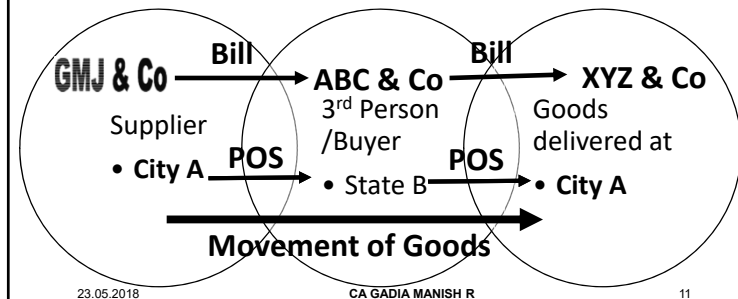 Bill
Bill
GMJ & Co
ABC & Co
XYZ & Co
3rd Person
/Buyer
Goods
delivered at
Supplier
• City A
POS
• State B
POS
• City A
Movement of Goods
23.05.2018
CA GADIA MANISH R
11